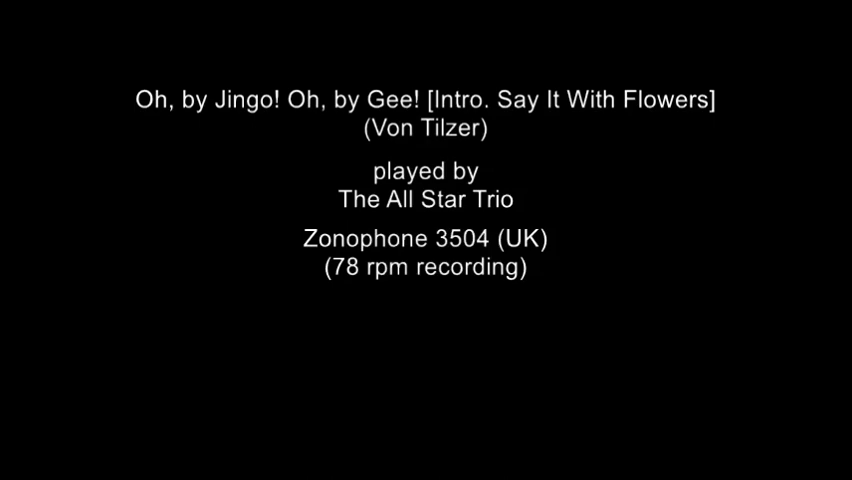 Oh, by Jingo! Oh, by Gee! [Intro. Say It With Flowers]
(Von Tilzer)
played by
The All Star Trio
Zonophone 3504 (UK)
(78 rpm recording)